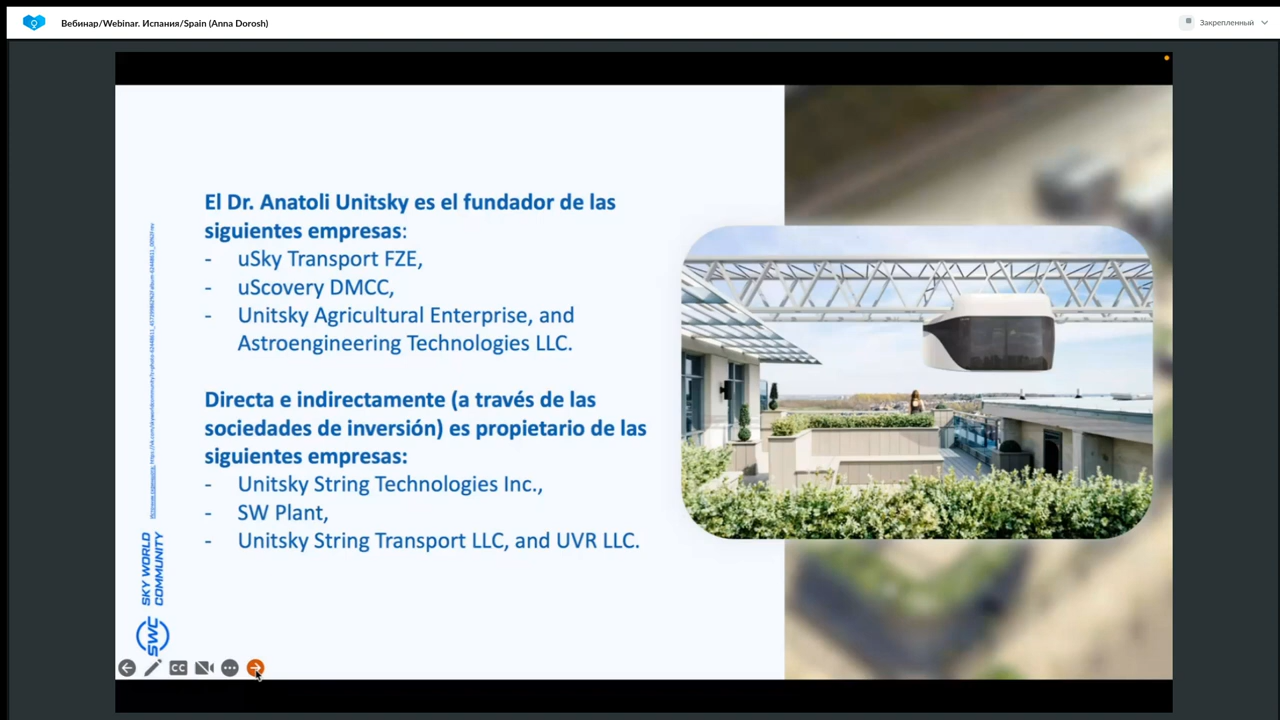 Вебинар/Webinar. Испания/Spain (Anna Dorosh)
Закрепленный
El Dr. Anatoli Unitsky es el fundador de las
siguientes empresas:
- uSky Transport FZE,
- uScovery DMCC,
- Unitsky Agricultural Enterprise, and
Astroengineering Technologies LLC.
Directa e indirectamente (a través de las
sociedades de inversión) es propietario de las
siguientes empresas:
- Unitsky String Technologies Inc.,
- SW Plant,
- Unitsky String Transport LLC, and UVR LLC.
SKY WORLD
COMMUNITY
SWC
CC